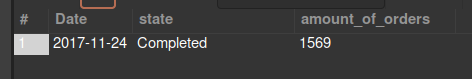 # Date state amount_of_orders
1 2017-11-24 Completed 1569